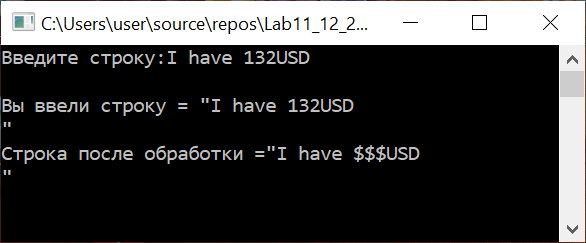 C:\Users\user\source\repos\Lab11_12_2...
Введите строку:I have 132USD
Вы ввели строку = "I have 132USD
"
Строка после обработки ="I have $$$USD
"